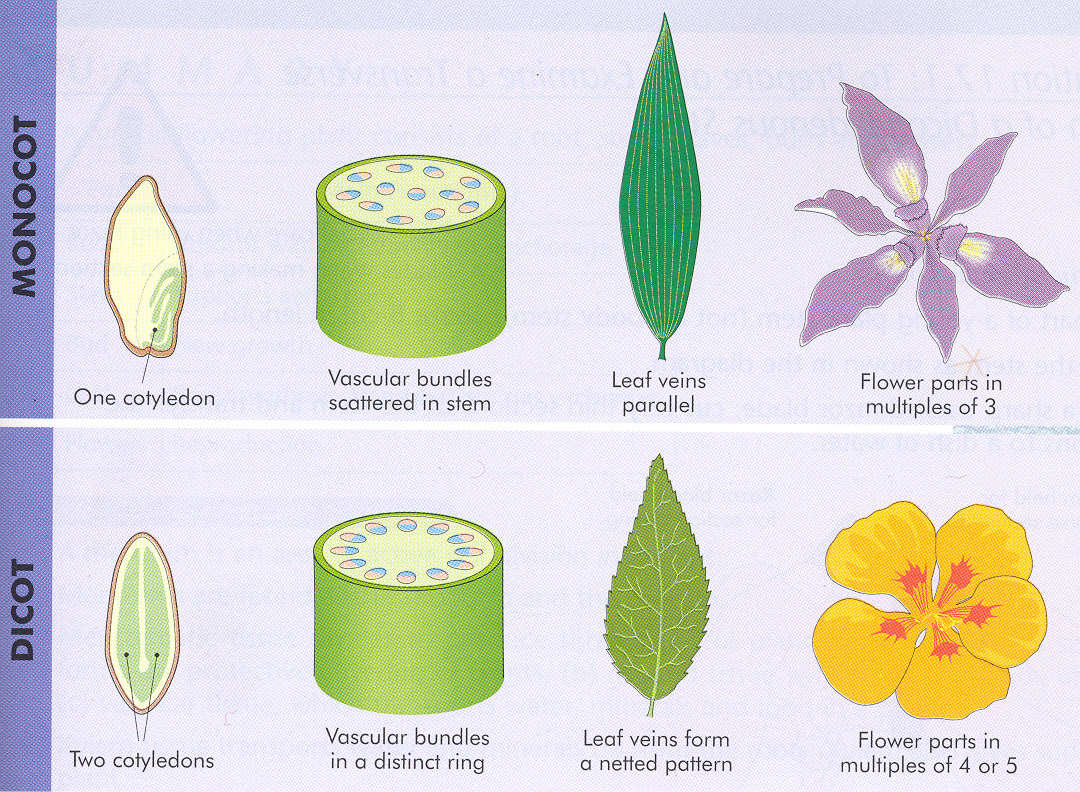 MONOCOT
One cotyledon
Vascular bundles
scattered in stem
Leaf veins
parallel
Flower parts in
multiples of 3
DICOT
Two cotyledons
Vascular bundles
in a distinct ring
Leaf veins form
a netted pattern
Flower parts in
multiples of 4 or 5